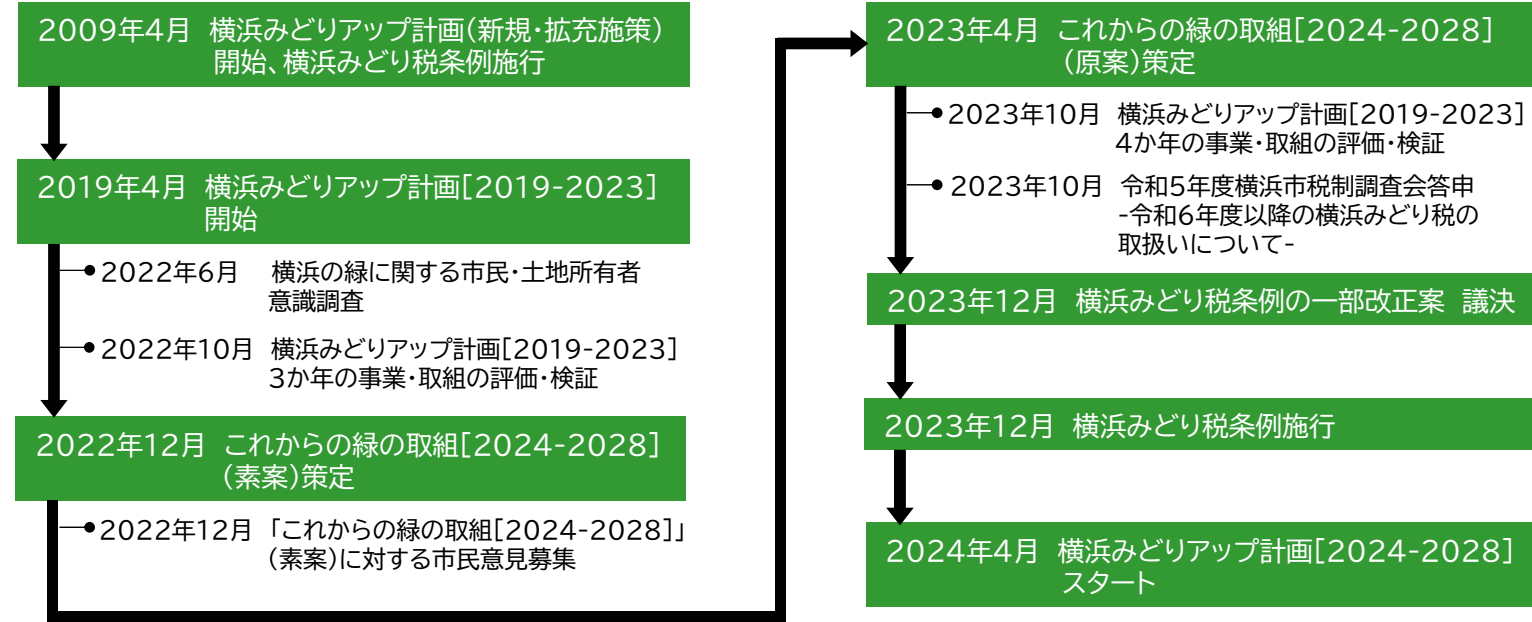 2009年4月 横浜みどりアップ計画(新規・拡充施策)
開始、横浜みどり税条例施行
2019年4月 横浜みどりアップ計画[2019-2023]
開始
2022年6月 横浜の緑に関する市民・土地所有者
意識調査
2022年10月 横浜みどりアップ計画[2019-2023]
3か年の事業・取組の評価・検証
2022年12月 これからの緑の取組[2024-2028]
(素案)策定
2022年12月 「これからの緑の取組[2024-2028]」
(素案)に対する市民意見募集
2023年4月 これからの緑の取組[2024-2028]
(原案)策定
2023年10月 横浜みどりアップ計画[2019-2023]
4か年の事業・取組の評価・検証
2023年10月 令和5年度横浜市税制調査会答申
-令和6年度以降の横浜みどり税の
取扱いについて-
2023年12月 横浜みどり税条例の一部改正案 議決
2023年12月 横浜みどり税条例施行
2024年4月 横浜みどりアップ計画[2024-2028]
スタート